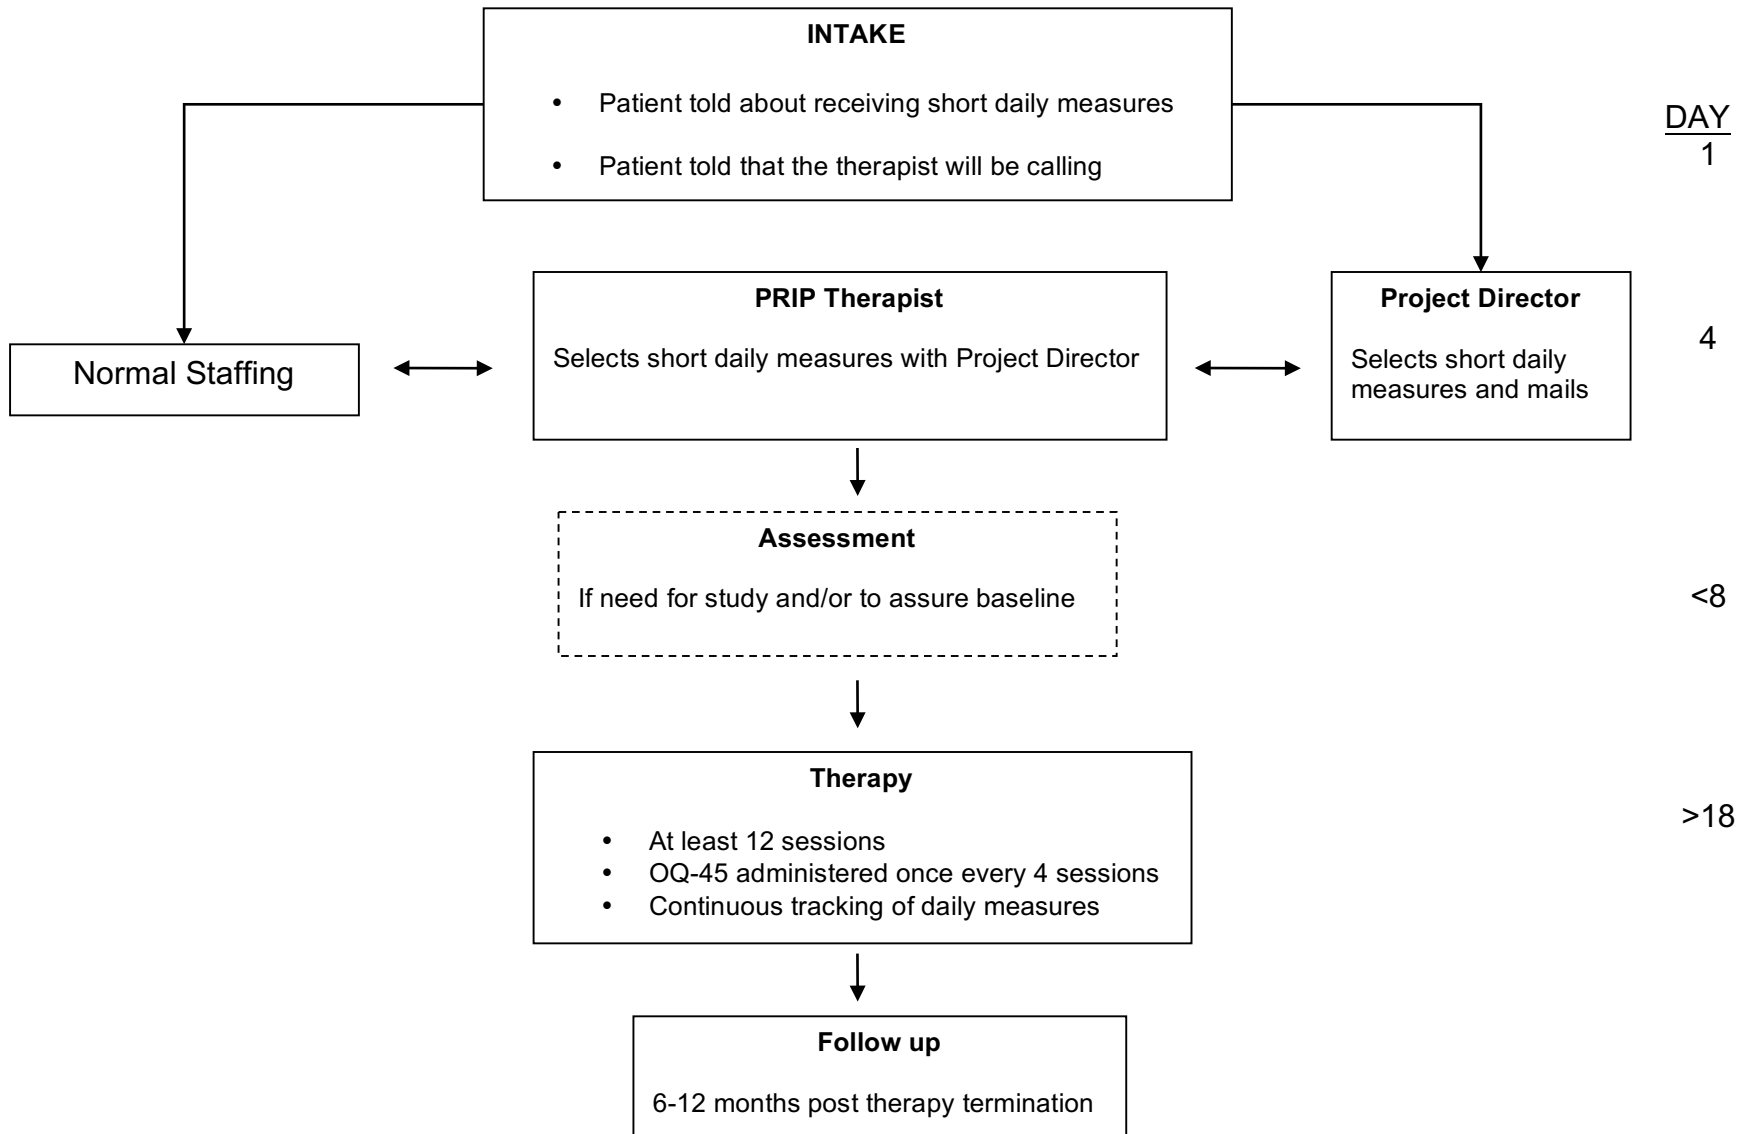 INTAKE
• Patient told about receiving short daily measures
• Patient told that the therapist will be calling
DAY
1
PRIP Therapist
Selects short daily measures with Project Director
Project Director
Selects short daily
measures and mails
4
Normal Staffing
Assessment
If need for study and/or to assure baseline
<8
Therapy
• At least 12 sessions
• OQ-45 administered once every 4 sessions
• Continuous tracking of daily measures
>18
Follow up
6-12 months post therapy termination